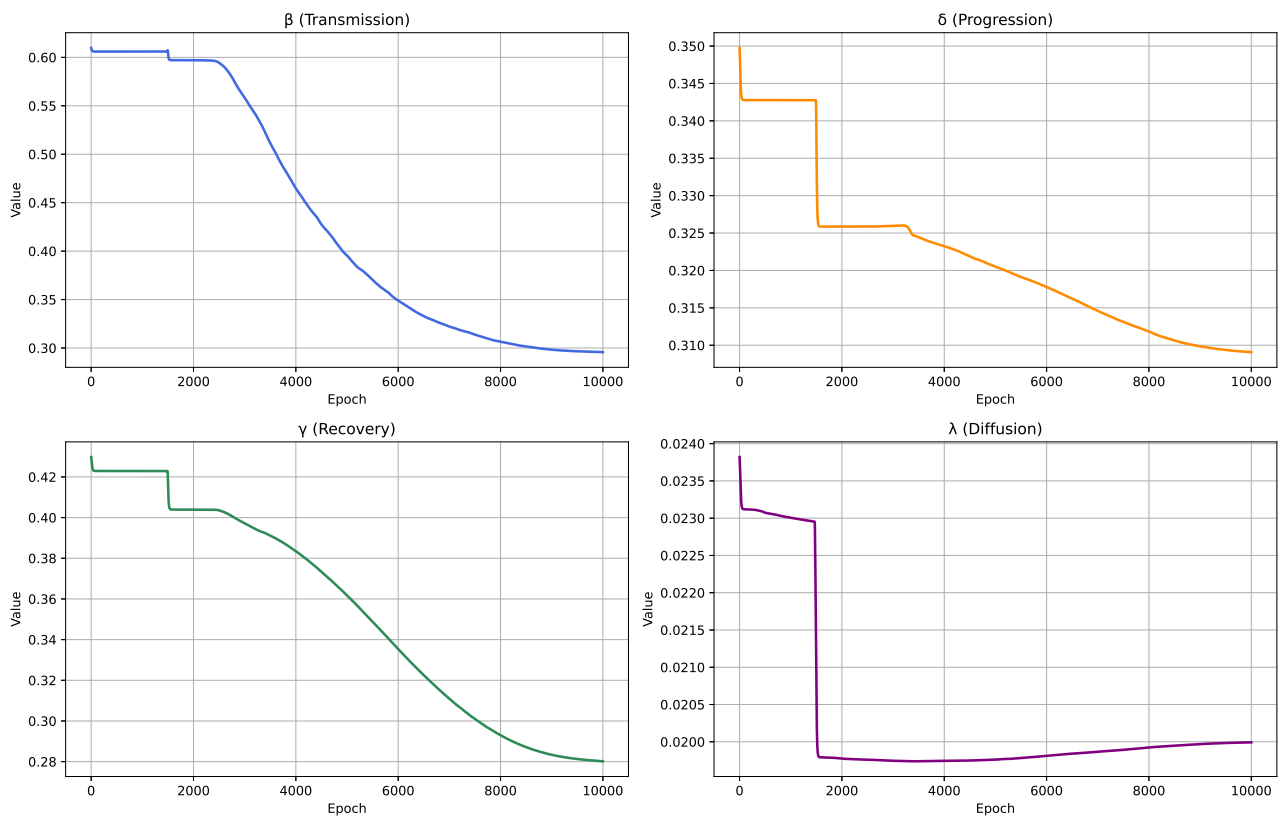 β (Transmission)
Value
0.60
0.55
0.50
0.45
0.40
0.35
0.30
0 2000 4000 6000 8000 10000
Epoch
δ (Progression)
Value
0.350
0.345
0.340
0.335
0.330
0.325
0.320
0.315
0.310
0 2000 4000 6000 8000 10000
Epoch
γ (Recovery)
Value
0.42
0.40
0.38
0.36
0.34
0.32
0.30
0.28
0 2000 4000 6000 8000 10000
Epoch
λ (Diffusion)
Value
0.0240
0.0235
0.0230
0.0225
0.0220
0.0215
0.0210
0.0205
0.0200
0 2000 4000 6000 8000 10000
Epoch